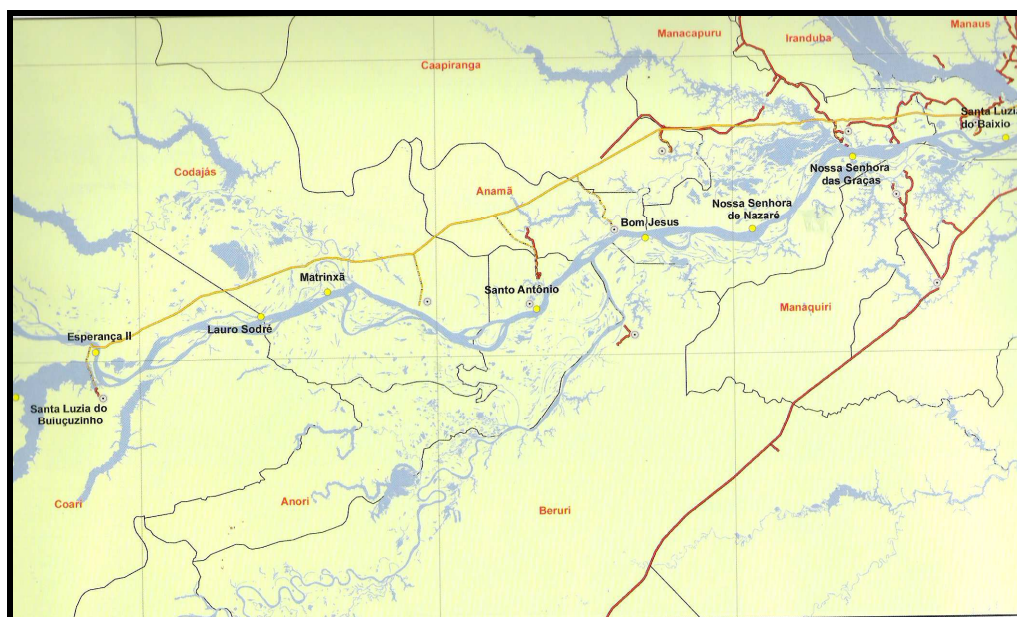 Manaus
Manacapuru
Iranduba
Caapiranga
Santa Luzia
do Baixio
Codajás
Nossa Senhora
das Graças
Anamã
Nossa Senhora
de Nazaré
Bom Jesus
Matrinxã
Santo Antônio
Manaquiri
Lauro Sodré
Esperança II
Santa Luzia do
Buiuçuzinho
Coari
Anori
Beruri